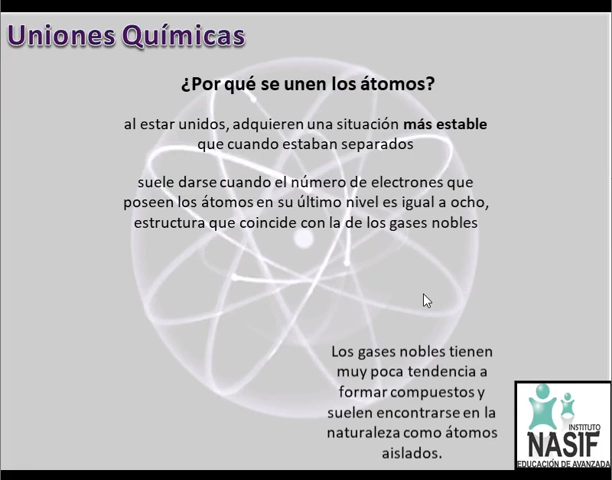 Uniones Químicas
¿Por qué se unen los átomos?
al estar unidos, adquieren una situación más estable
que cuando estaban separados
suele darse cuando el número de electrones que
poseen los átomos en su último nivel es igual a ocho,
estructura que coincide con la de los gases nobles
Los gases nobles tienen
muy poca tendencia a
formar compuestos y
suelen encontrarse en la
naturaleza como átomos
aislados.
INSTITUTO
NASIF
EDUCACIÓN DE AVANZADA